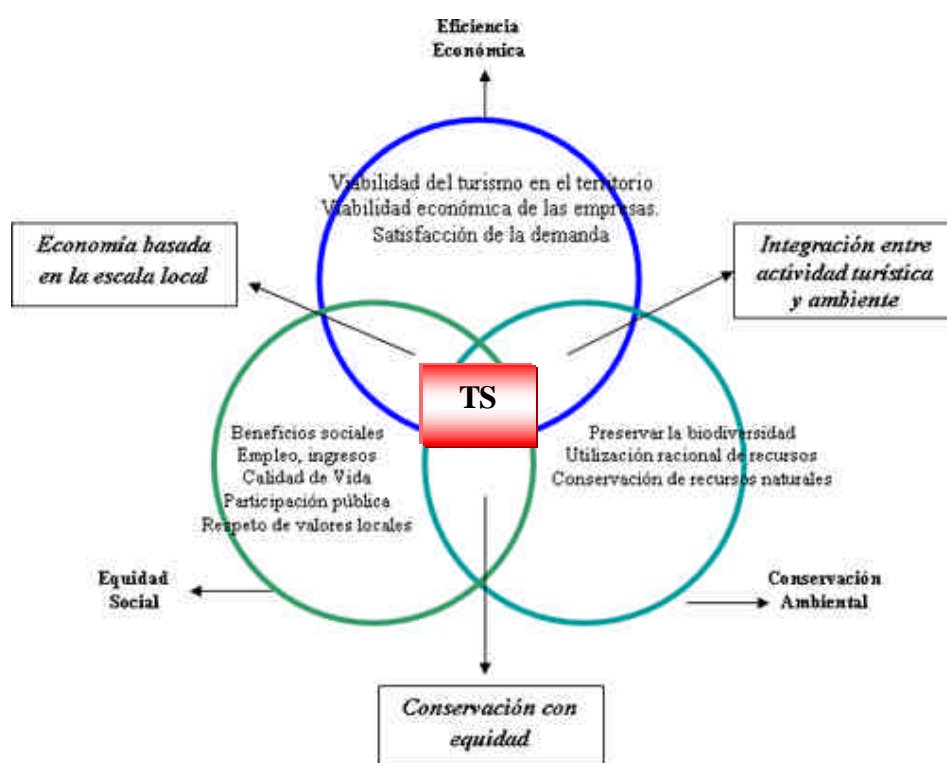 Eficiencia
Económica
Viabilidad del turismo en el territorio
Viabilidad económica de las empresas.
Satisfacción de la demanda
Economía basada
en la escala local
Integración entre
actividad turística
y ambiente
TS
Beneficios sociales
Empleo, ingresos
Calidad de Vida
Participación pública
Respeto de valores locales
Preservar la biodiversidad
Utilización racional de recursos
Conservación de recursos naturales
Equidad
Social
Conservación
Ambiental
Conservación con
equidad